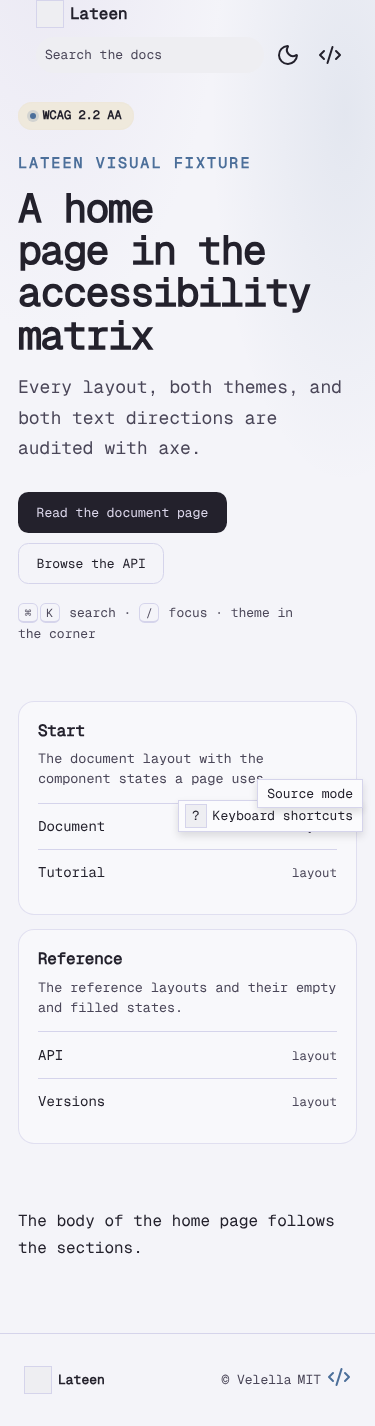 Lateen
Search the docs
WCAG 2.2 AA
LATEEN VISUAL FIXTURE
A home
page in the
accessibility
matrix
Every layout, both themes, and
both text directions are
audited with axe.
Read the document page
Browse the API
⌘ K search · / focus · theme in
the corner
Start
The document layout with the
component states a page uses
Source mode
? Keyboard shortcuts
Document
Tutorial layout
Reference
The reference layouts and their empty
and filled states.
API layout
Versions layout
The body of the home page follows
the sections.
Lateen © Velella MIT